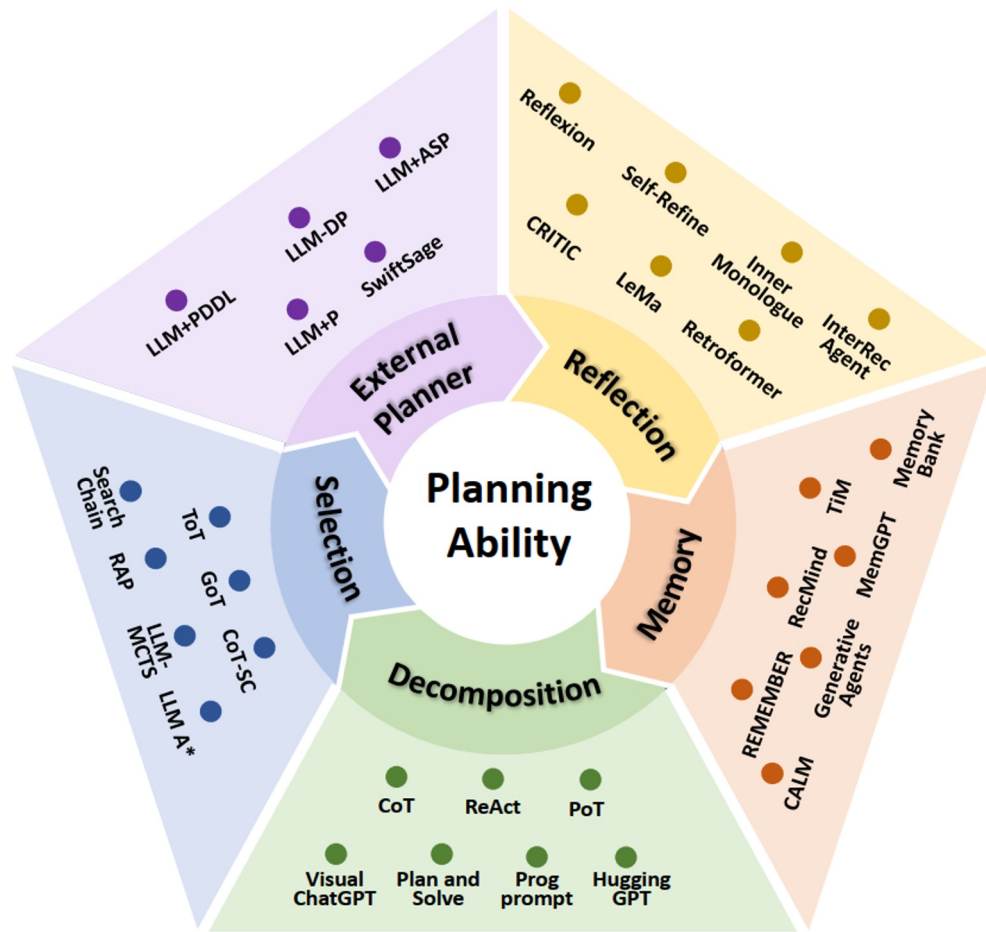 Planning
Ability
External
Planner
LLM+ASP
LLM-DP
SwiftSage
LLM+PDDL
LLM+P
Reflection
Reflexion
Self-Refine
CRITIC
Inner
Monologue
LeMa
InterRec
Agent
Retroformer
Memory
Memory
Bank
TiM
MemGPT
RecMind
Generative
Agents
REMEMBER
CALM
Decomposition
CoT
ReAct
PoT
Visual
ChatGPT
Plan and
Solve
Prog
prompt
Hugging
GPT
Selection
Search
Chain
ToT
RAP
GoT
LLM-
MCTS
CoT-SC
LLM A*